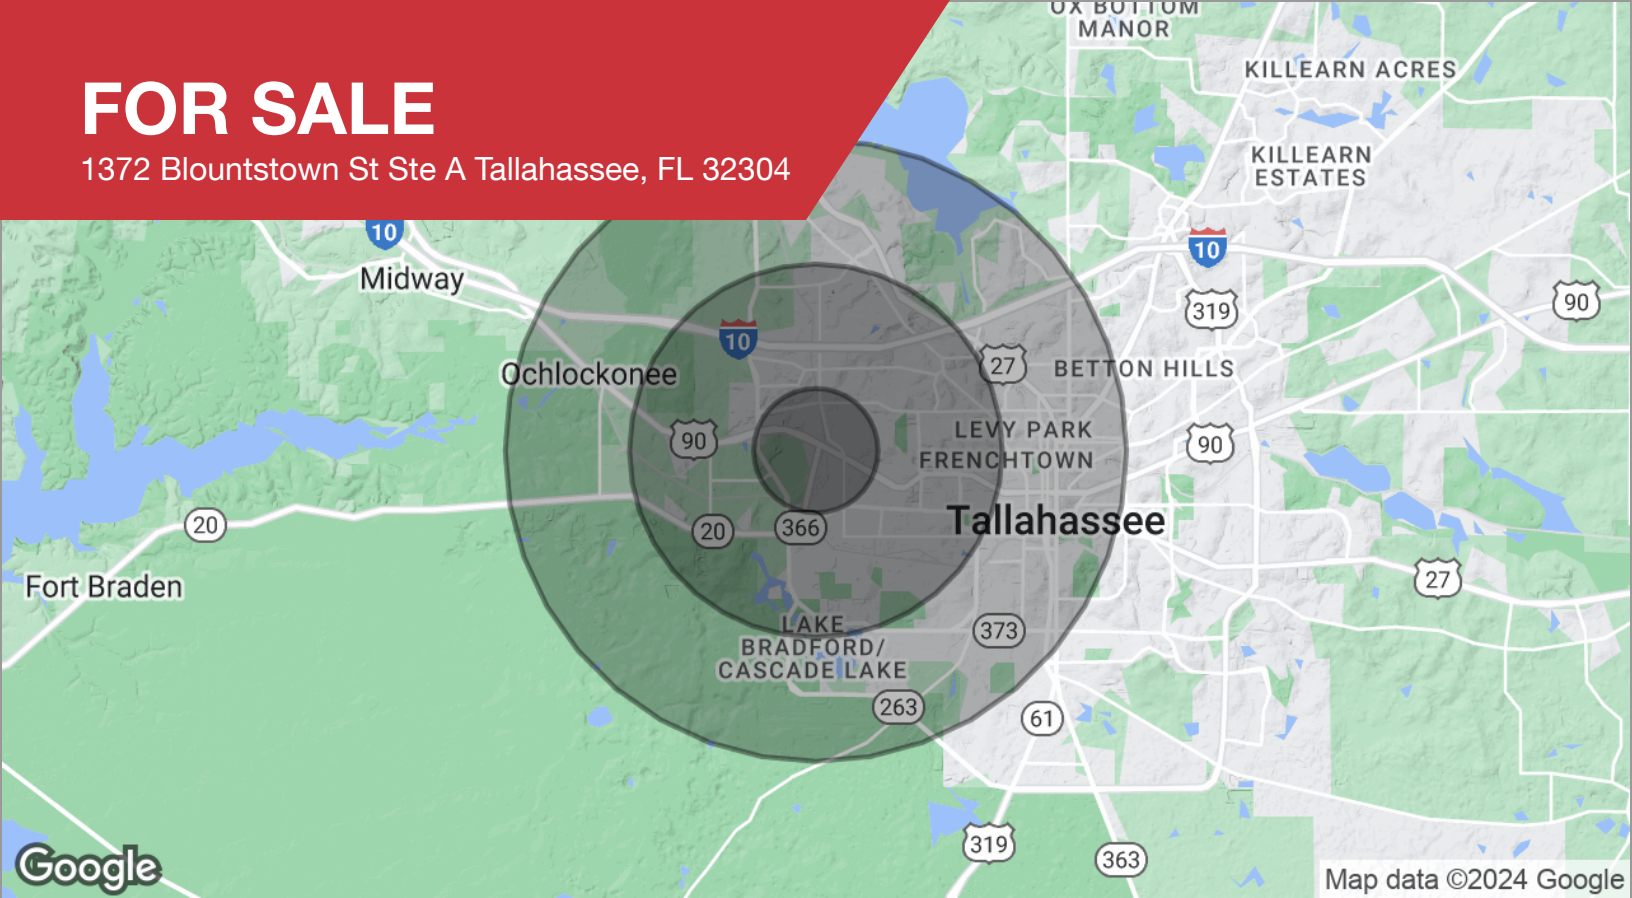 FOR SALE
1372 Blountstown St Ste A Tallahassee, FL 32304
OX BOTTOM
MANOR
KILLEARN ACRES
KILLEARN
ESTATES
10
10
Midway
319
90
10
27
BETTON HILLS
Ochlockonee
90
LEVY PARK
90
FRENCHTOWN
20
20
366
Tallahassee
Fort Braden
27
LAKE
BRADFORD/
CASCADE LAKE
373
263
61
319
363
Google
Map data ©2024 Google